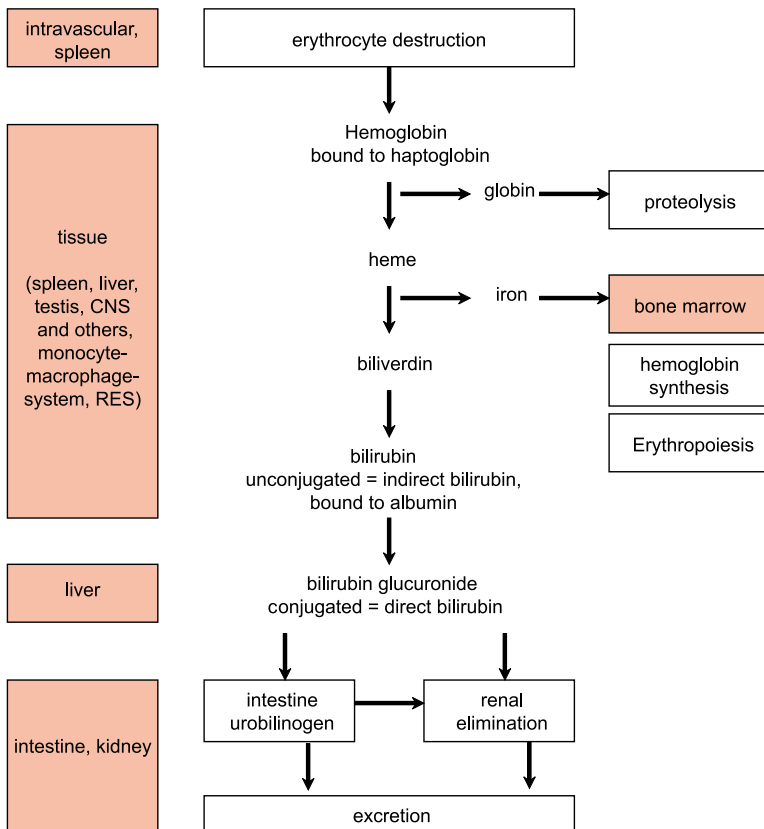 intravascular,
spleen
erythrocyte destruction
Hemoglobin
bound to haptoglobin
globin
proteolysis
tissue
(spleen, liver,
testis, CNS
and others,
monocyte-
macrophage-
system, RES)
heme
iron
bone marrow
biliverdin
hemoglobin
synthesis
Erythropoiesis
bilirubin
unconjugated = indirect bilirubin,
bound to albumin
liver
bilirubin glucuronide
conjugated = direct bilirubin
intestine, kidney
intestine
urobilinogen
renal
elimination
excretion